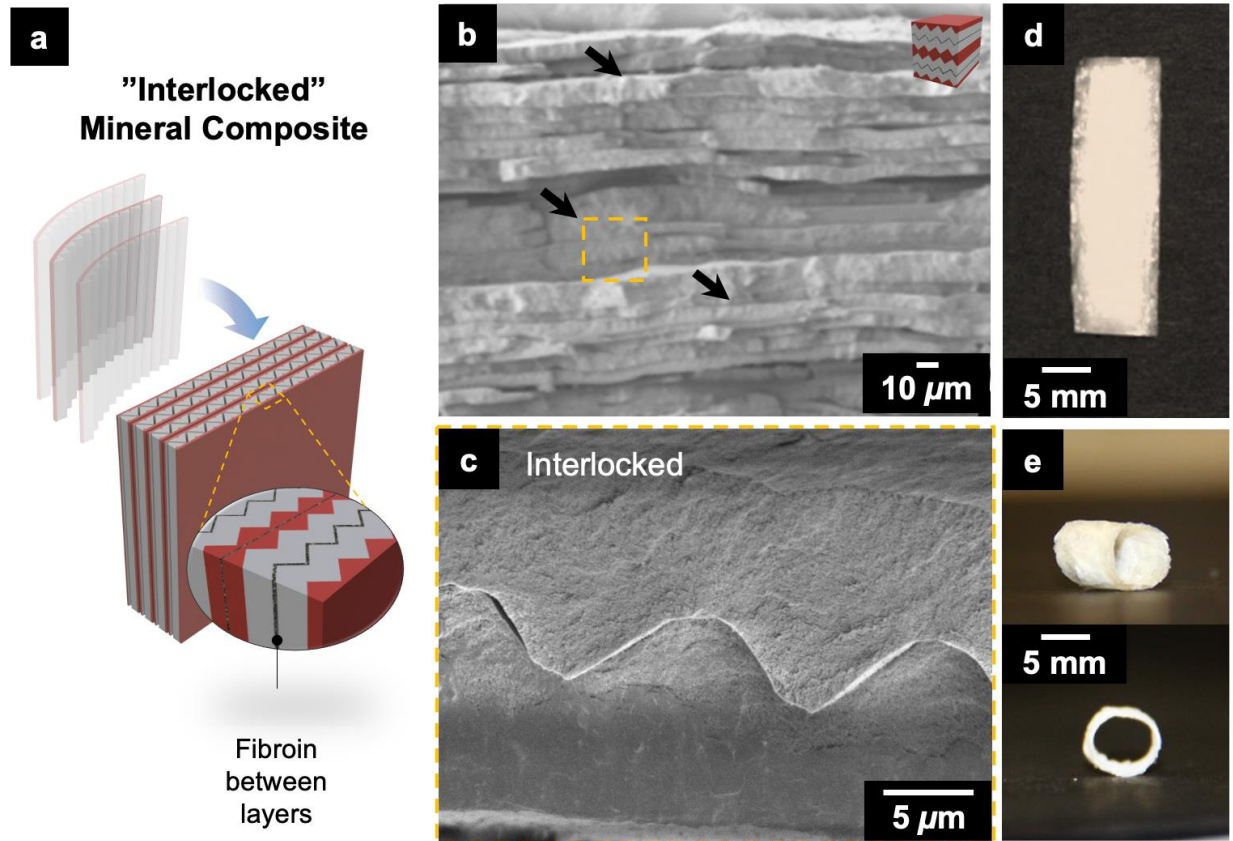 a
”Interlocked”
Mineral Composite
Fibroin
between
layers
b
10 µm
c
Interlocked
5 µm
d
5 mm
e
5 mm